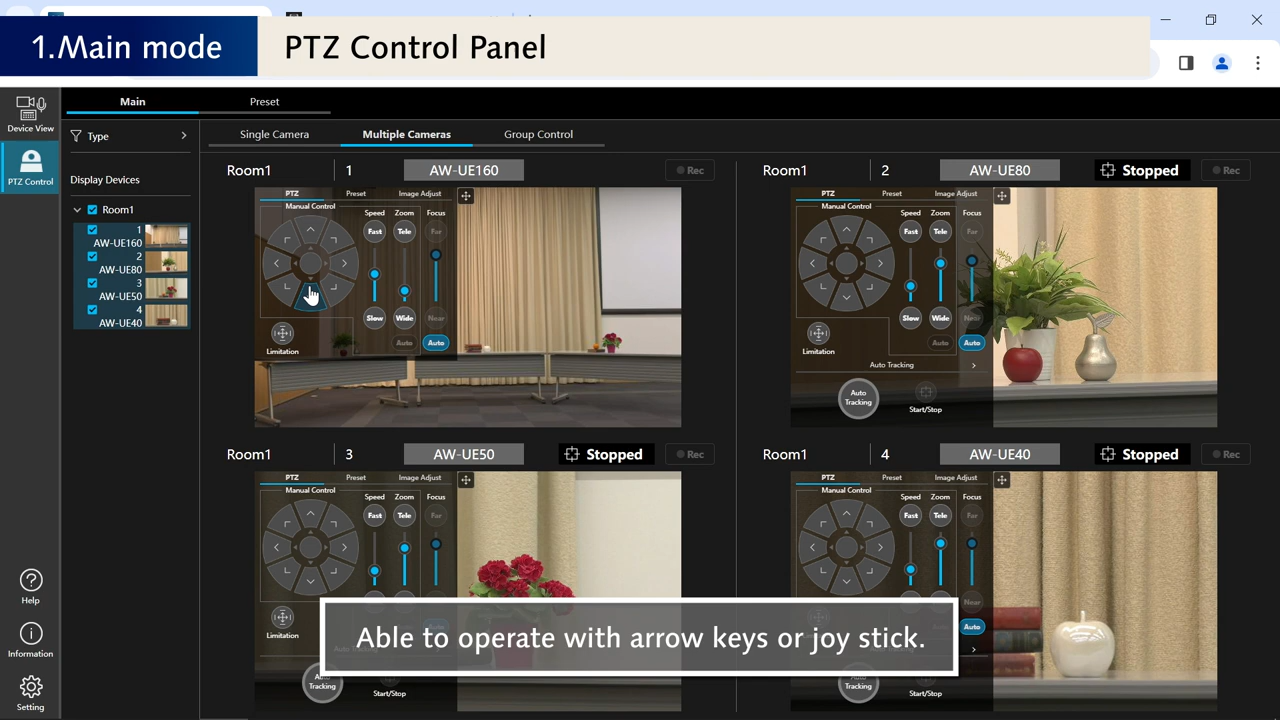 1.Main mode
PTZ Control Panel
Device View
PTZ Control
Main
Preset
Type
Display Devices
Room1
1
AW-UE160
2
AW-UE80
3
AW-UE50
4
AW-UE40
Single Camera
Multiple Cameras
Group Control
Room1
1
AW-UE160
Rec
PTZ
Preset
Image Adjust
Manual Control
Speed
Zoom
Focus
Fast
Tele
Far
Slow
Wide
Near
Auto
Auto
Limitation
Room1
2
AW-UE80
Stopped
Rec
PTZ
Preset
Image Adjust
Manual Control
Speed
Zoom
Focus
Fast
Tele
Far
Slow
Wide
Near
Auto
Auto
Limitation
Auto Tracking
Auto
Tracking
Start/Stop
Room1
3
AW-UE50
Stopped
Rec
PTZ
Preset
Image Adjust
Manual Control
Speed
Zoom
Focus
Fast
Tele
Far
Limitation
Auto
Tracking
Start/Stop
Room1
4
AW-UE40
Stopped
Rec
PTZ
Preset
Image Adjust
Manual Control
Speed
Zoom
Focus
Fast
Tele
Far
Near
Auto
Auto
Tracking
Start/Stop
Able to operate with arrow keys or joy stick.
Help
Information
Setting